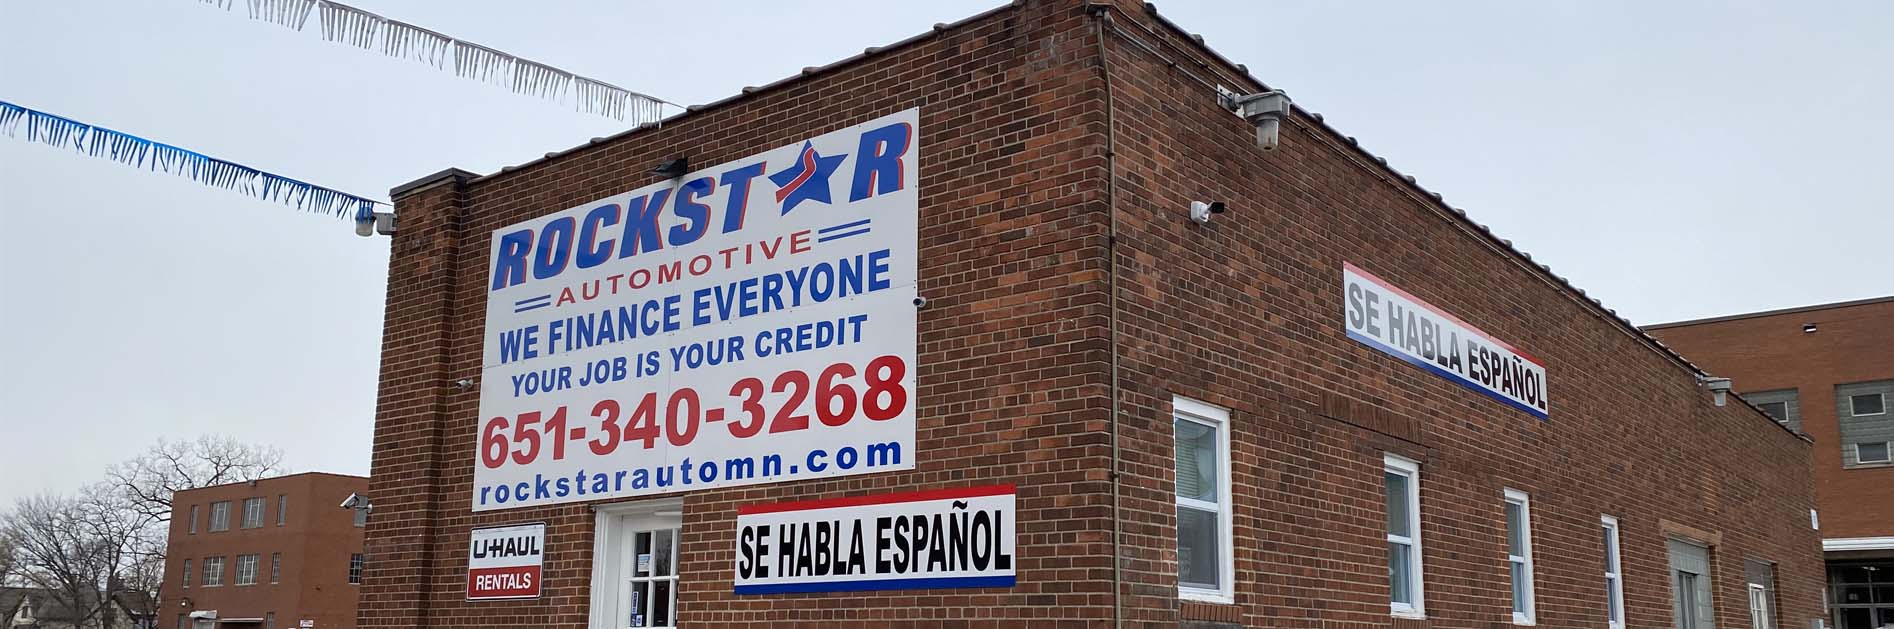 ROCKSTAR
AUTOMOTIVE
WE FINANCE EVERYONE
YOUR JOB IS YOUR CREDIT
651-340-3268
rockstarautomn.com
U-HAUL
RENTALS
SE HABLA ESPAÑOL
SE HABLA ESPAÑOL